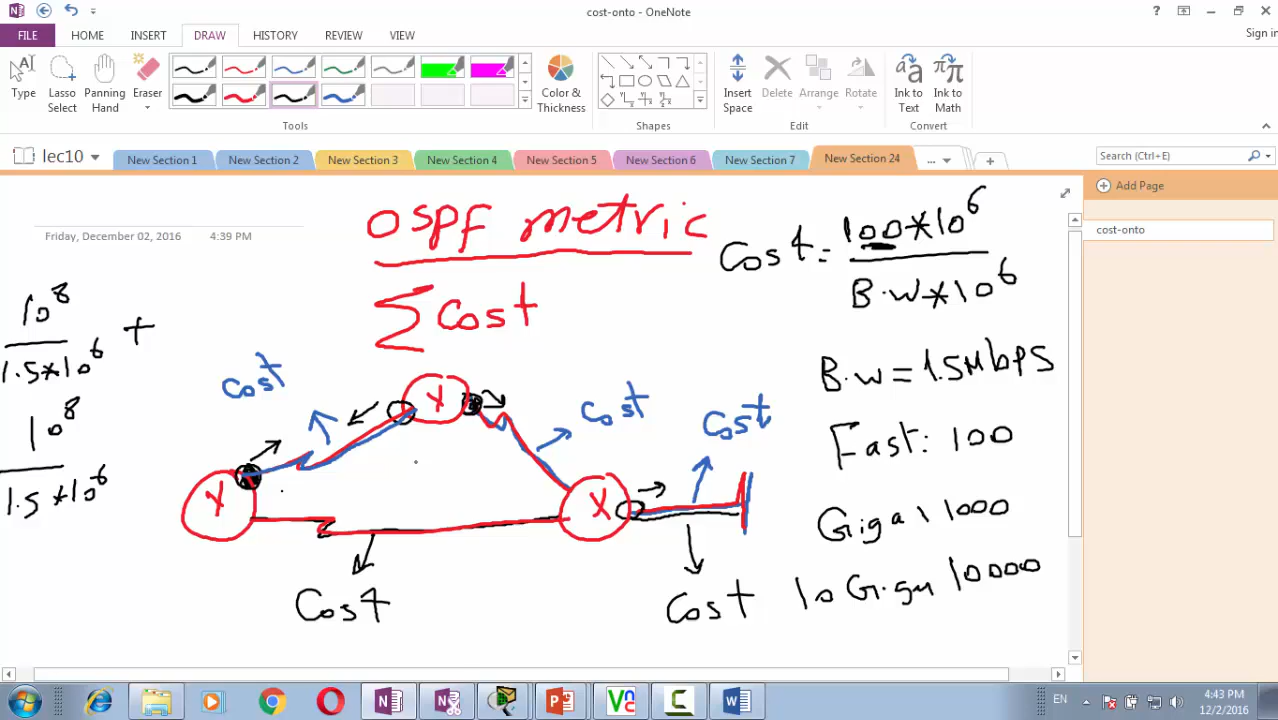 cost-onto - OneNote
Sign in
FILE HOME INSERT DRAW HISTORY REVIEW VIEW
Type
Lasso Select
Panning Hand
Eraser
Color & Thickness
Insert Space
Delete
Arrange
Rotate
Ink to Text
Ink to Math
Tools
Shapes
Edit
Convert
lec10
New Section 1
New Section 2
New Section 3
New Section 4
New Section 5
New Section 6
New Section 7
New Section 24
...
Search (Ctrl+E)
Add Page
cost-onto
Friday, December 02, 2016 4:39 PM
ospf metric
∑ Cost
Cost = 100*10^6
B.W*10^6
10^8
1.5*10^6 +
10^8
1.5*10^6
B.W = 1.5MbPS
Fast: 100
Giga 1000
10 Giga 10000
cost
X
cost
cost
X
X
Cost
Cost
EN
4:43 PM
12/2/2016